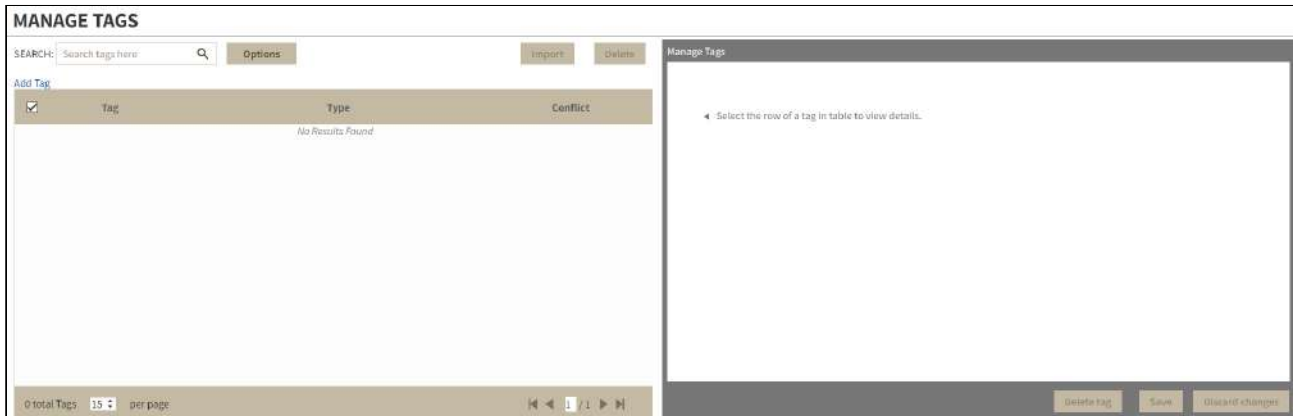 MANAGE TAGS
SEARCH: Search tags here Options Import Delete
Add Tag
Tag Type Conflict
No Results Found
0 total Tags 15 per page 1 / 1
Manage Tags
Select the row of a tag in table to view details.
Delete tag Save Discard changes